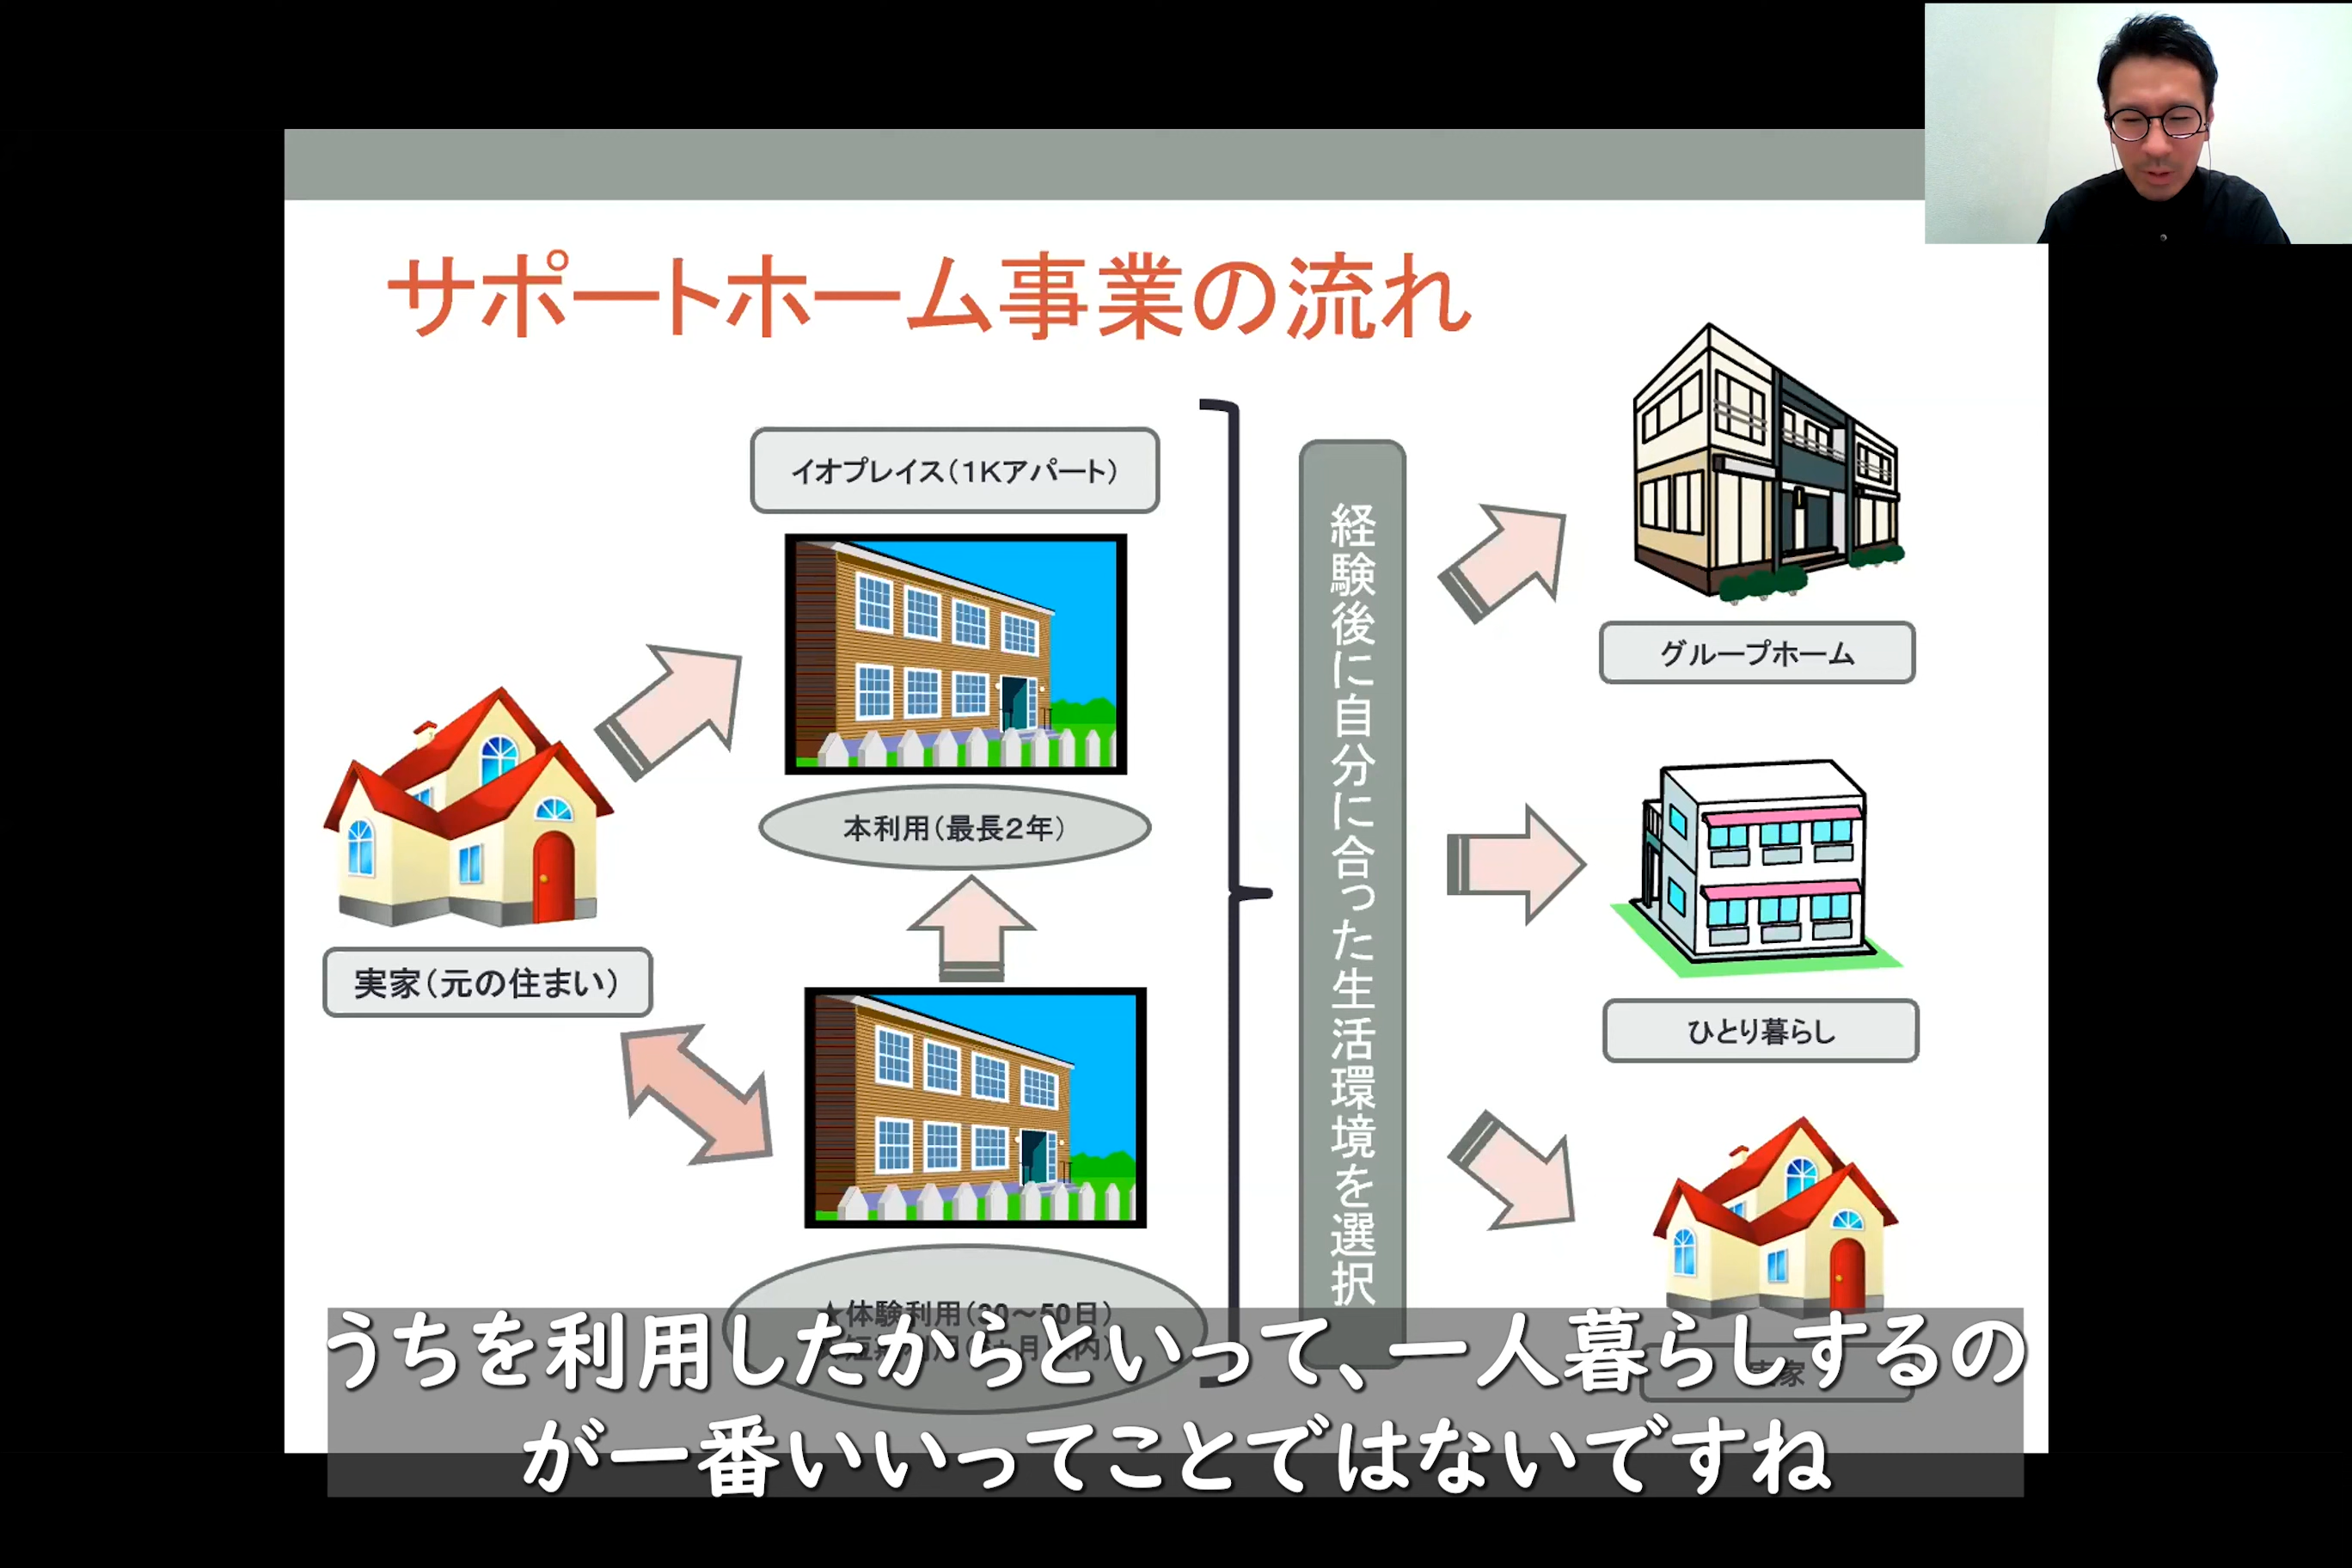 サポートホーム事業の流れ
イオプレイス（1Kアパート）
本利用（最長2年）
実家（元の住まい）
経験後に自分に合った生活環境を選択
グループホーム
ひとり暮らし
★体験利用（30～50日）
うちを利用したからといって、一人暮らしするの
が一番いいってことではないですね